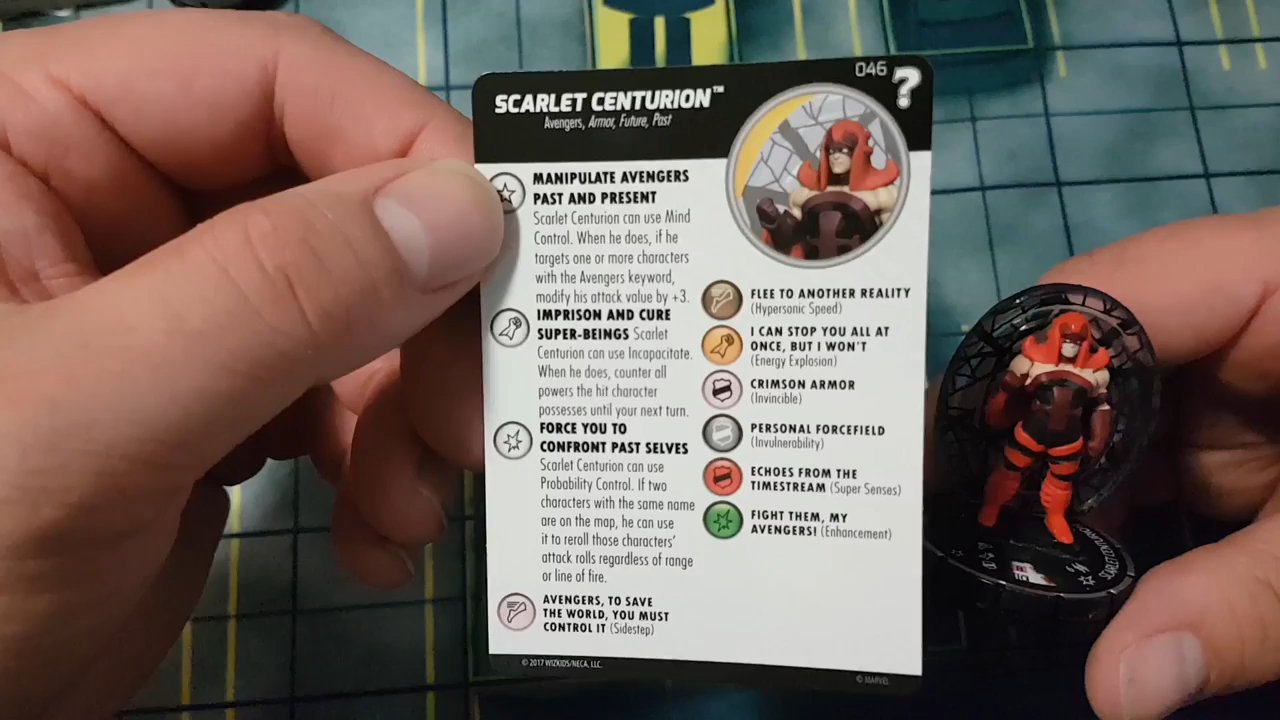 046
SCARLET CENTURION™
Avengers, Armor, Future, Past
MANIPULATE AVENGERS
PAST AND PRESENT
Scarlet Centurion can use Mind
Control. When he does, if he
targets one or more characters
with the Avengers keyword,
modify his attack value by +3.
IMPRISON AND CURE
SUPER-BEINGS Scarlet
Centurion can use Incapacitate.
When he does, counter all
powers the hit character
possesses until your next turn.
FORCE YOU TO
CONFRONT PAST SELVES
Scarlet Centurion can use
Probability Control. If two
characters with the same name
are on the map, he can use
it to reroll those characters'
attack rolls regardless of range
or line of fire.
AVENGERS, TO SAVE
THE WORLD, YOU MUST
CONTROL IT (Sidestep)
FLEE TO ANOTHER REALITY
(Hypersonic Speed)
I CAN STOP YOU ALL AT
ONCE, BUT I WON'T
(Energy Explosion)
CRIMSON ARMOR
(Invincible)
PERSONAL FORCEFIELD
(Invulnerability)
ECHOES FROM THE
TIMESTREAM (Super Senses)
FIGHT THEM, MY
AVENGERS! (Enhancement)
© 2017 WIZKIDS/NECA, LLC.
© MARVEL
SCARLET CENTURION